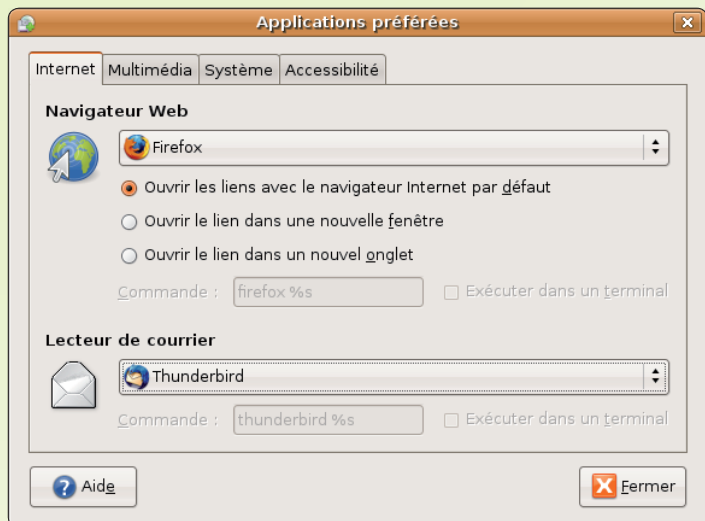 Applications préférées
Internet Multimédia Système Accessibilité
Navigateur Web
Firefox
Ouvrir les liens avec le navigateur Internet par défaut
Ouvrir le lien dans une nouvelle fenêtre
Ouvrir le lien dans un nouvel onglet
Commande : firefox %s Exécuter dans un terminal
Lecteur de courrier
Thunderbird
Commande : thunderbird %s Exécuter dans un terminal
Aide Fermer